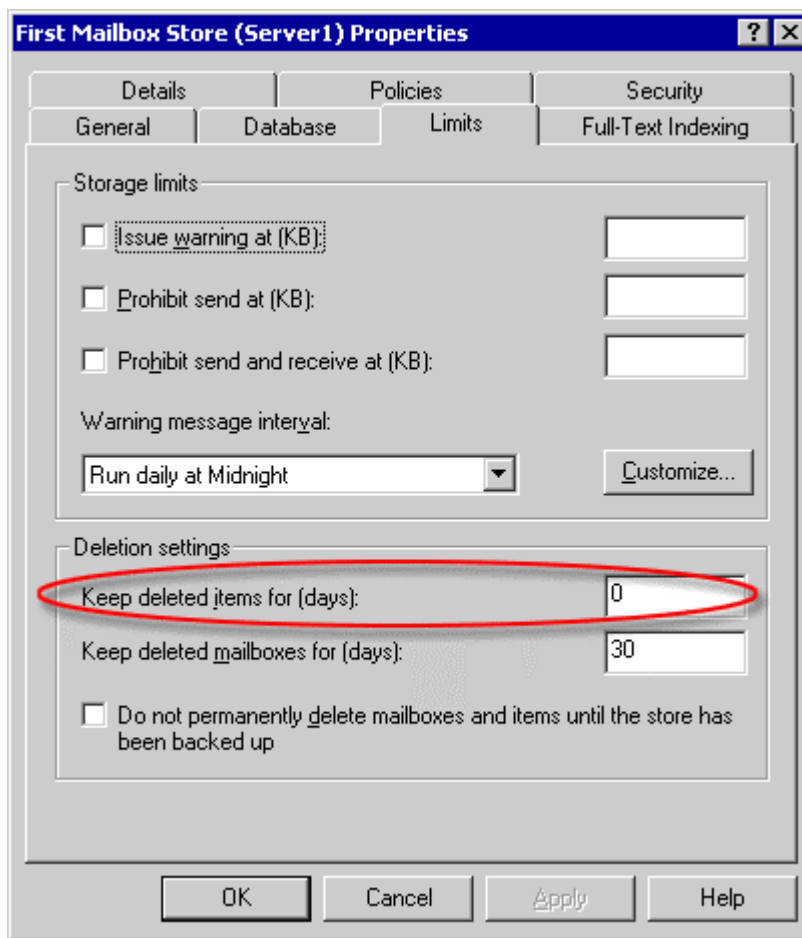 First Mailbox Store (Server1) Properties
Details Policies Security
General Database Limits Full-Text Indexing
Storage limits
Issue warning at (KB):
Prohibit send at (KB):
Prohibit send and receive at (KB):
Warning message interval:
Run daily at Midnight Customize...
Deletion settings
Keep deleted items for (days): 0
Keep deleted mailboxes for (days): 30
Do not permanently delete mailboxes and items until the store has
been backed up
OK Cancel Apply Help